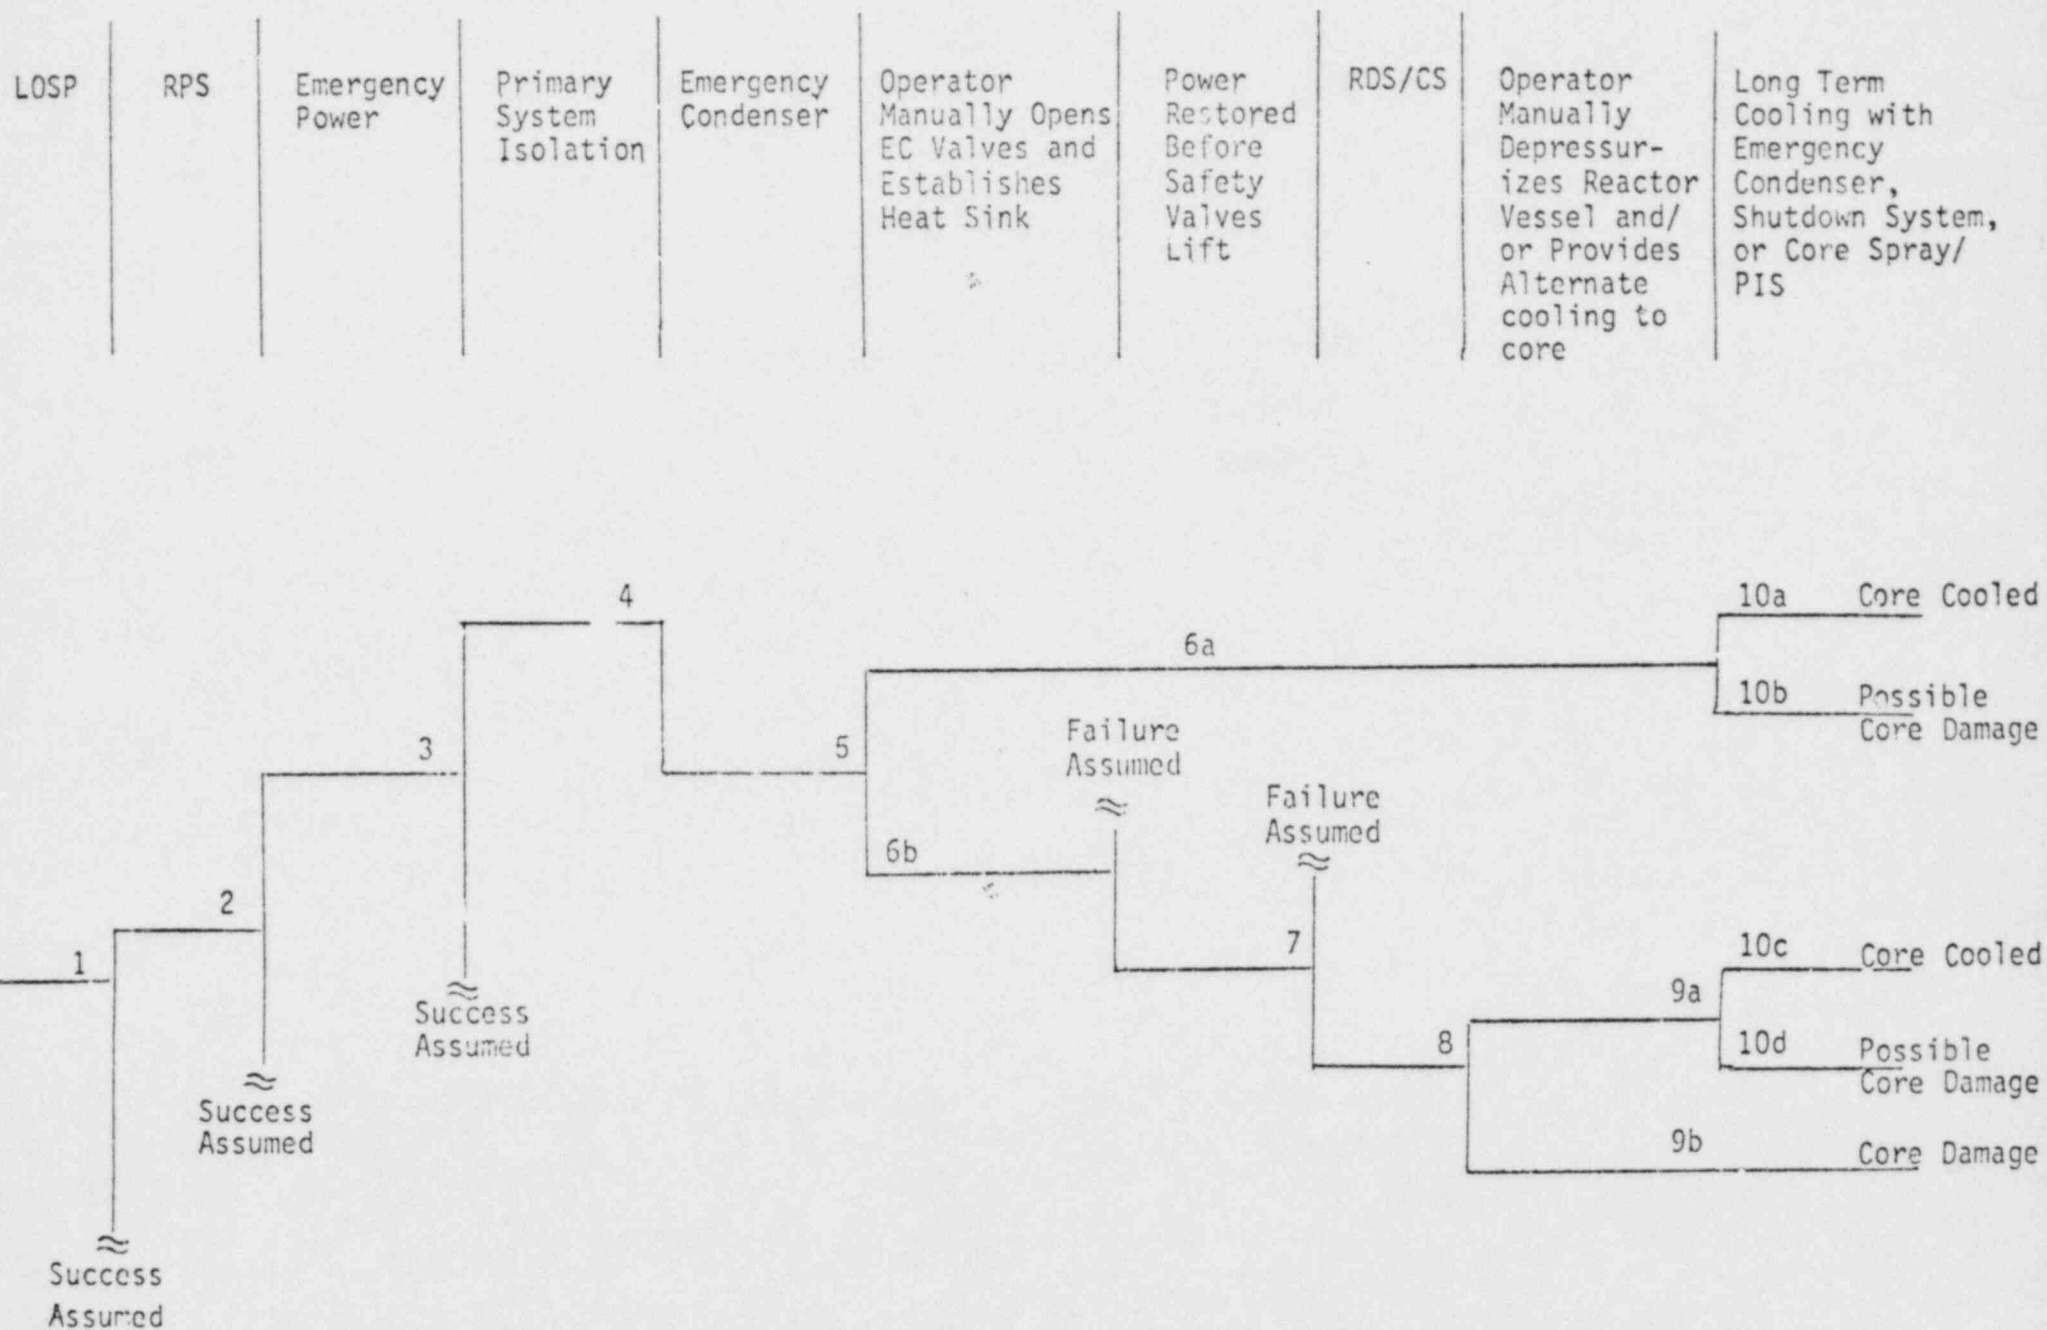 LOSP
RPS
Emergency
Power
Primary
System
Isolation
Emergency
Condenser
Operator
Manually Opens
EC Valves and
Establishes
Heat Sink
Power
Restored
Before
Safety
Valves
Lift
RDS/CS
Operator
Manually
Depressur-
izes Reactor
Vessel and/
or Provides
Alternate
cooling to
core
Long Term
Cooling with
Emergency
Condenser,
Shutdown System,
or Core Spray/
PIS
4
10a Core Cooled
6a
10b Possible
Core Damage
3
5
Failure
Assumed
Failure
Assumed
6b
2
1
7
10c Core Cooled
9a
Success
Assumed
8
10d Possible
Core Damage
Success
Assumed
9b Core Damage
Success
Assumed